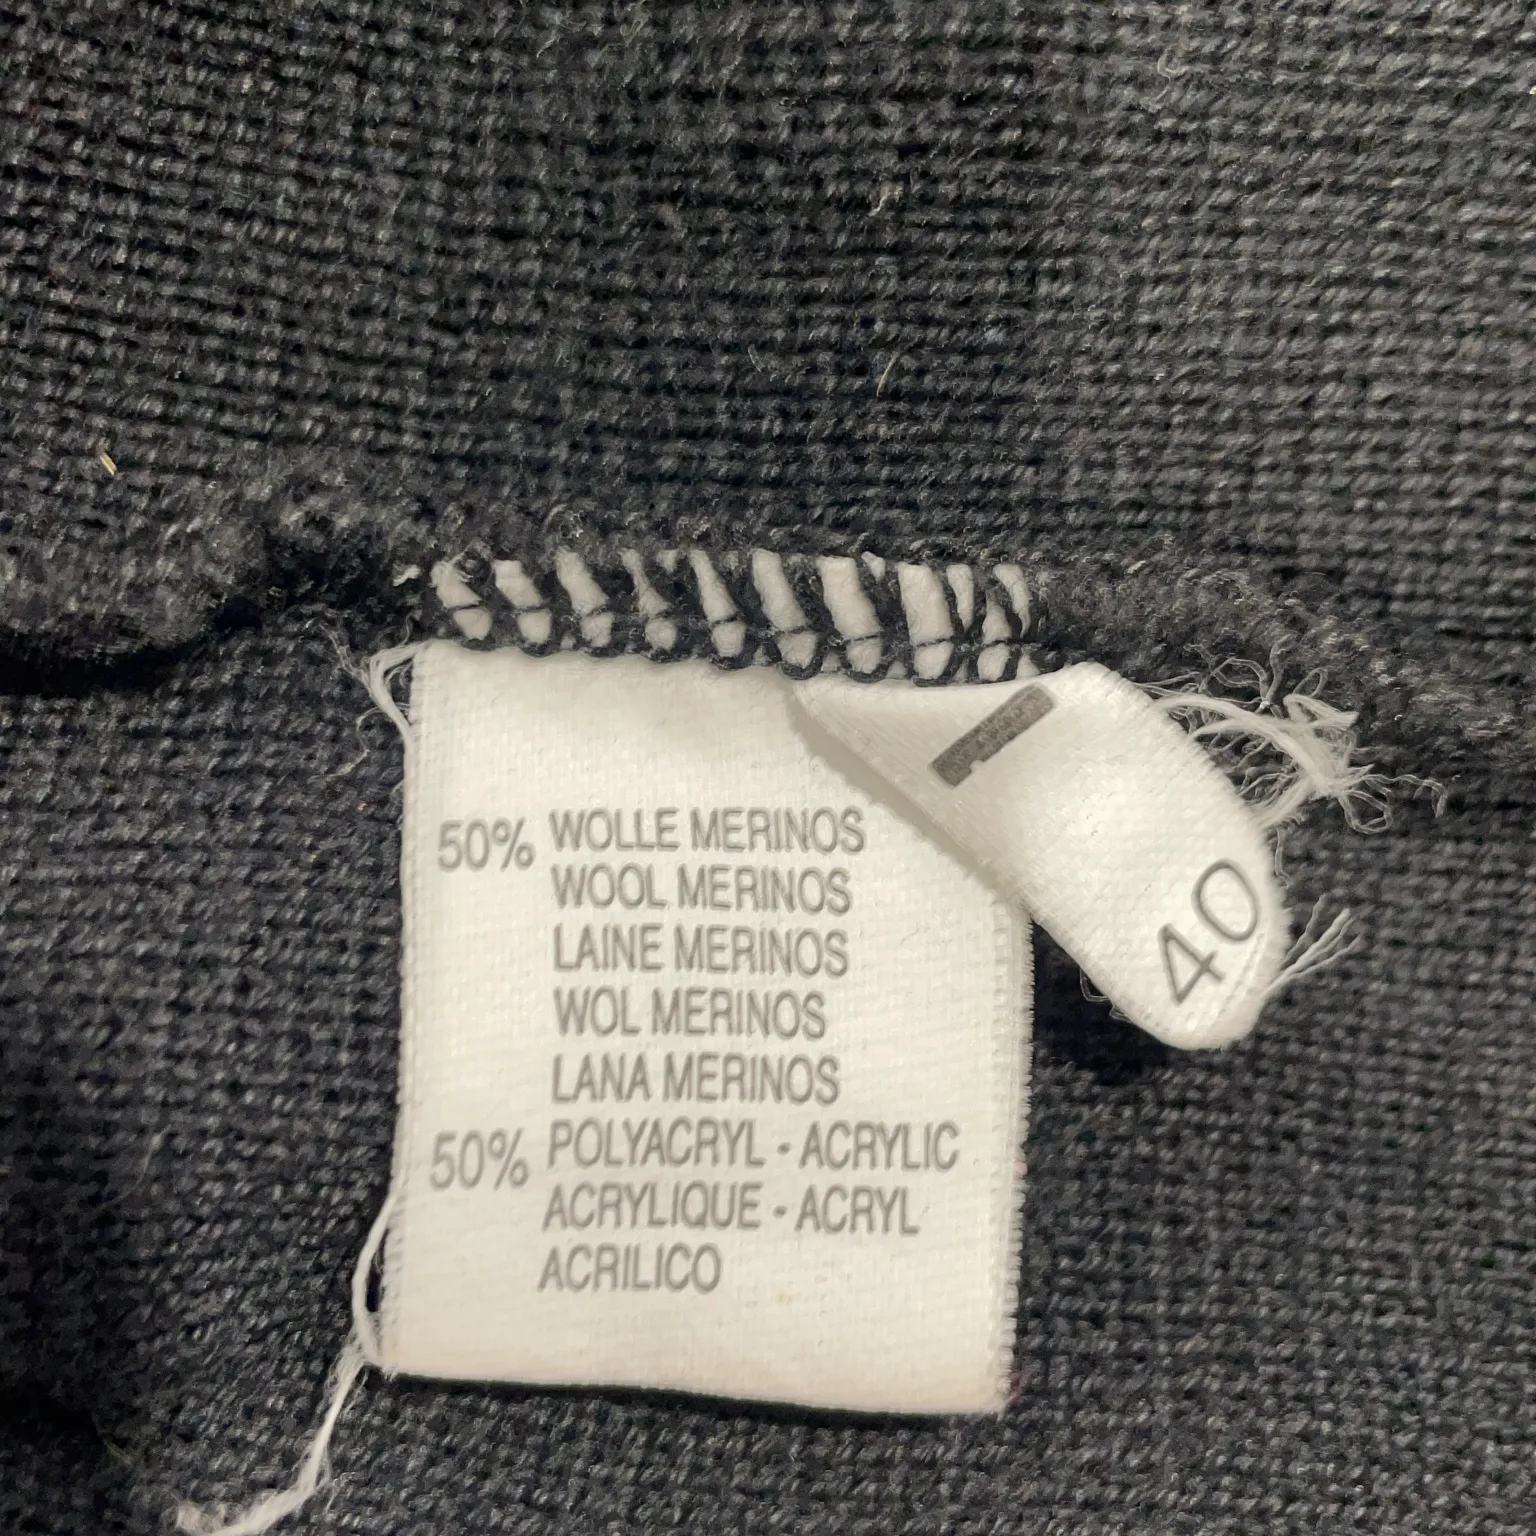 50% WOLLE MERINOS
WOOL MERINOS
LAINE MERINOS
WOL MERINOS
LANA MERINOS
50% POLYACRYL - ACRYLIC
ACRYLIQUE - ACRYL
ACRILICO
40